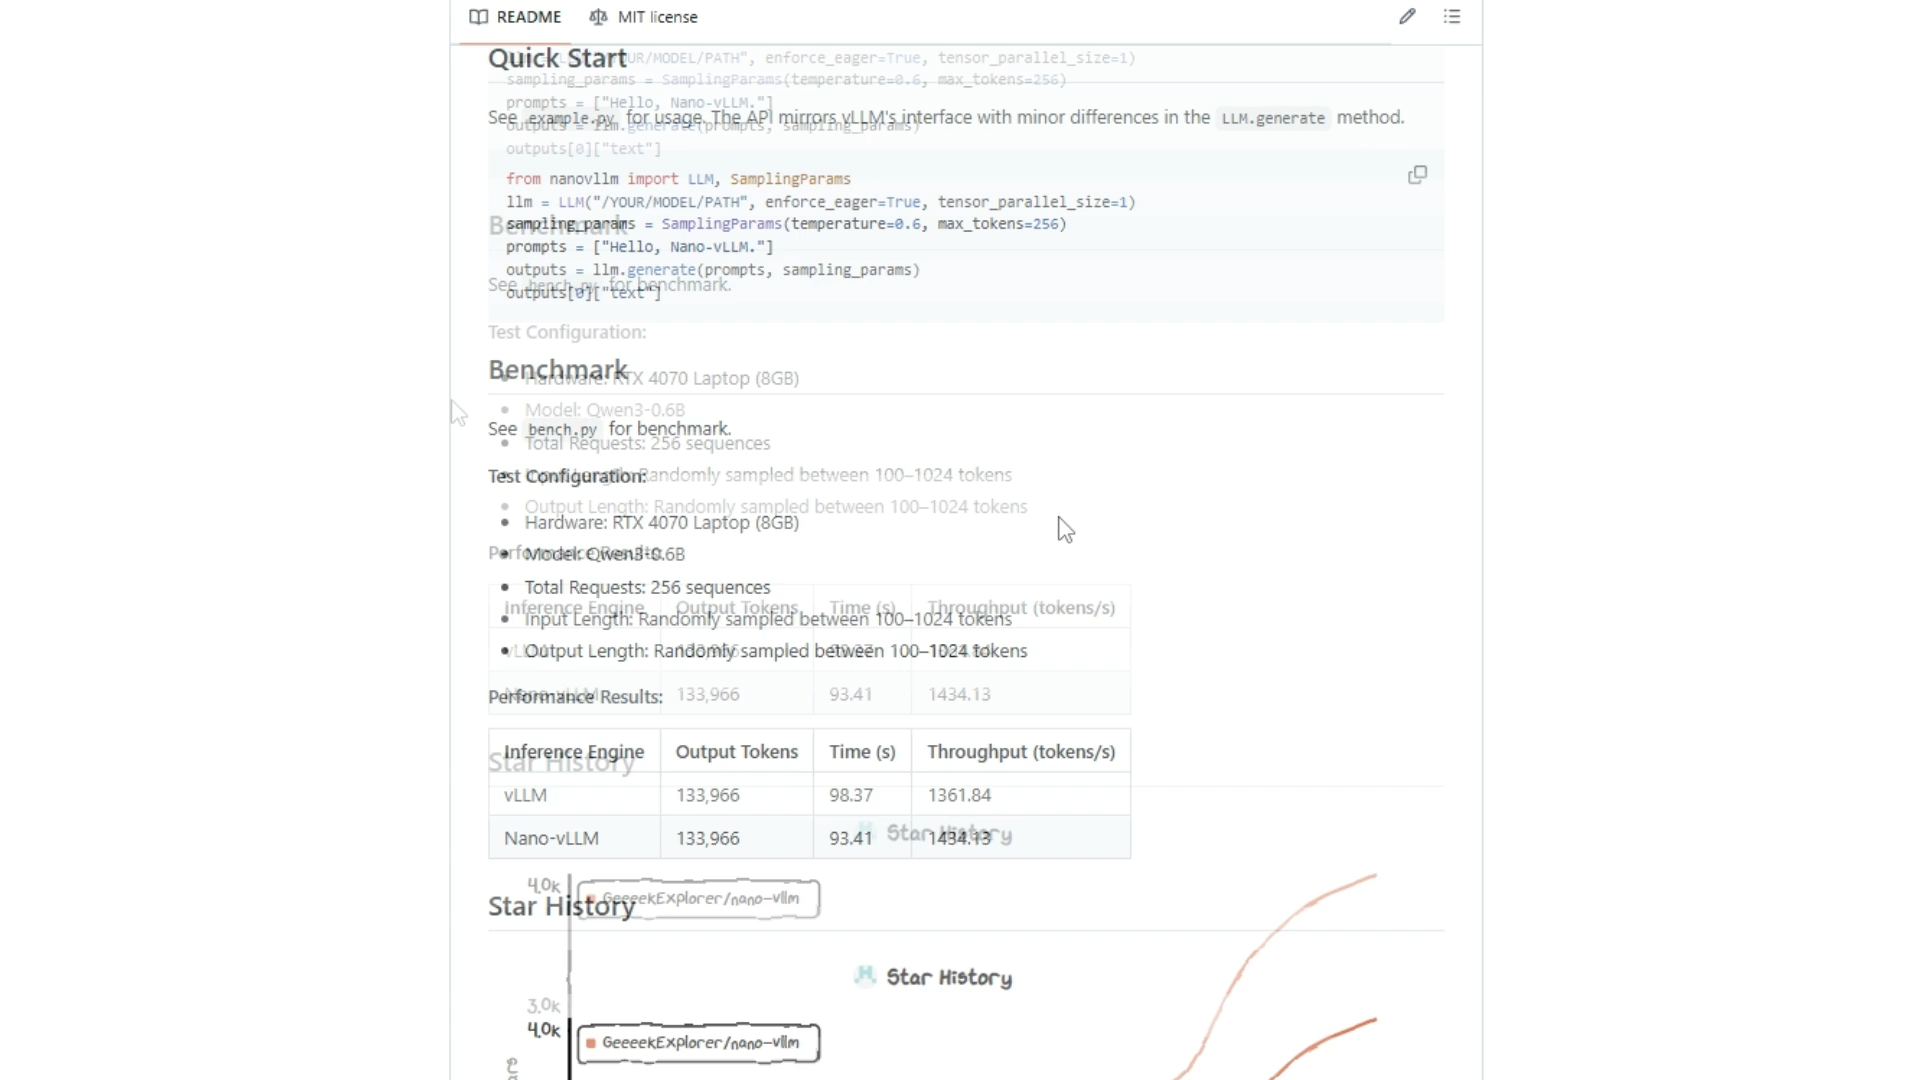 README
MIT license
Quick Start
See example.py for usage. The API mirrors vLLM's interface with minor differences in the LLM.generate method.
from nanovllm import LLM, SamplingParams
llm = LLM("/YOUR/MODEL/PATH", enforce_eager=True, tensor_parallel_size=1)
sampling_params = SamplingParams(temperature=0.6, max_tokens=256)
prompts = ["Hello, Nano-vLLM."]
outputs = llm.generate(prompts, sampling_params)
outputs[0]["text"]
Benchmark
See bench.py for benchmark.
Test Configuration:
Hardware: RTX 4070 Laptop (8GB)
Model: Qwen3-0.6B
Total Requests: 256 sequences
Input Length: Randomly sampled between 100–1024 tokens
Output Length: Randomly sampled between 100–1024 tokens
Performance Results:
Inference Engine Output Tokens Time (s) Throughput (tokens/s)
vLLM 133,966 98.37 1361.84
Nano-vLLM 133,966 93.41 1434.13
Star History
Star History
4.0k
GeeeekExplorer/nano-vllm
3.0k